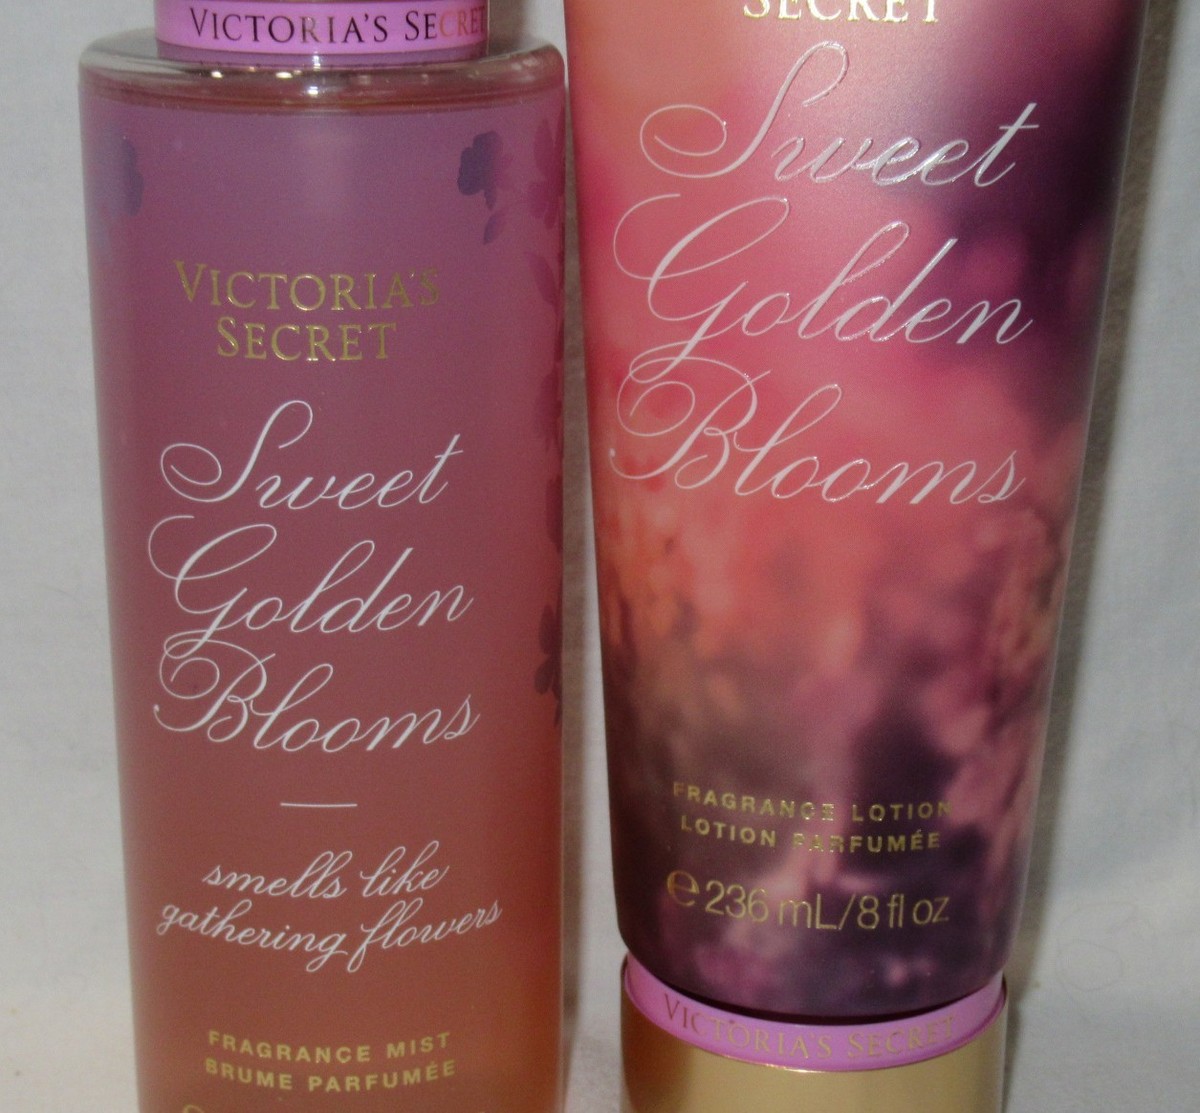 VICTORIA'S SECRET
VICTORIA'S
SECRET
Sweet
Golden
Blooms
smells like
gathering flowers
FRAGRANCE MIST
BRUME PARFUMÉE
SECRET
Sweet
Golden
Blooms
FRAGRANCE LOTION
LOTION PARFUMÉE
℮ 236 mL/8 fl oz
VICTORIA'S SECRET